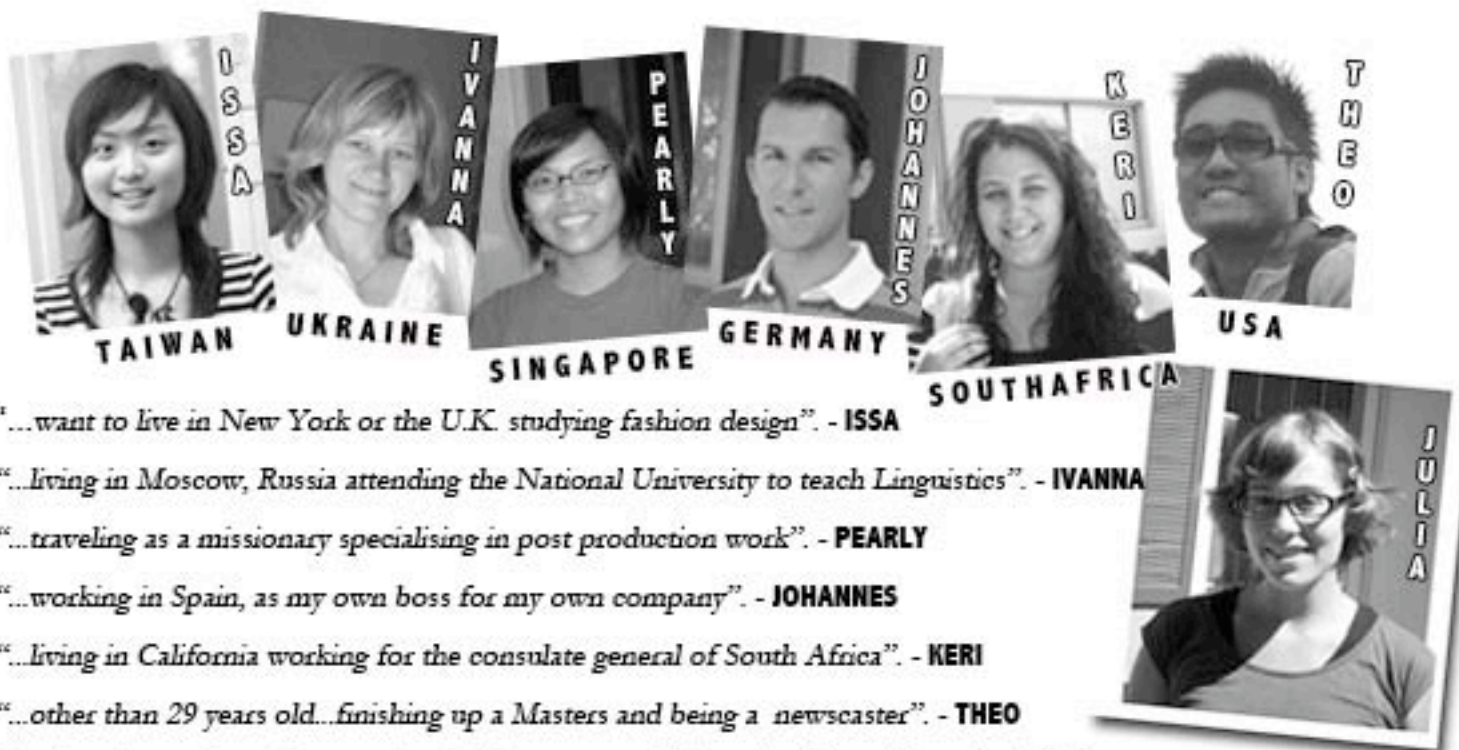 ISSA
IVANNA
PEARLY
JOHANNES
KERI
THEO
TAIWAN
UKRAINE
SINGAPORE
GERMANY
SOUTHAFRICA
USA
JULIA
“...want to live in New York or the U.K. studying fashion design”. - ISSA
“...living in Moscow, Russia attending the National University to teach Linguistics”. - IVANNA
“...traveling as a missionary specialising in post production work”. - PEARLY
“...working in Spain, as my own boss for my own company”. - JOHANNES
“...living in California working for the consulate general of South Africa”. - KERI
“...other than 29 years old...finishing up a Masters and being a newscaster”. - THEO